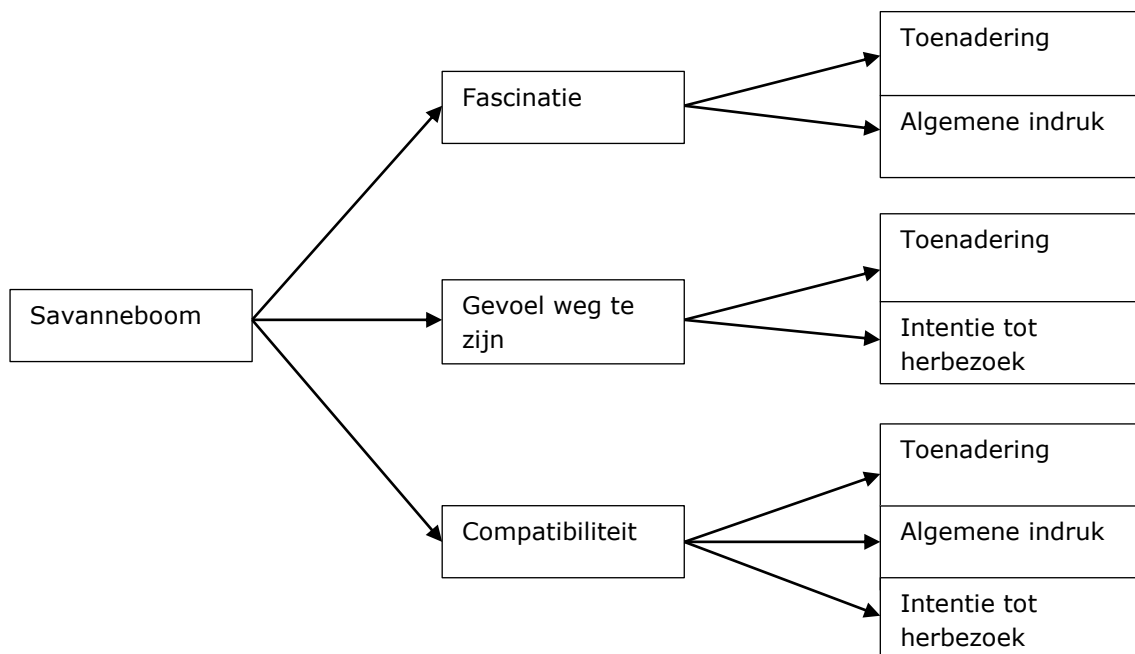 Toenadering
Fascinatie
Algemene indruk
Toenadering
Savanneboom
Gevoel weg te
zijn
Intentie tot
herbezoek
Toenadering
Compatibiliteit
Algemene indruk
Intentie tot
herbezoek